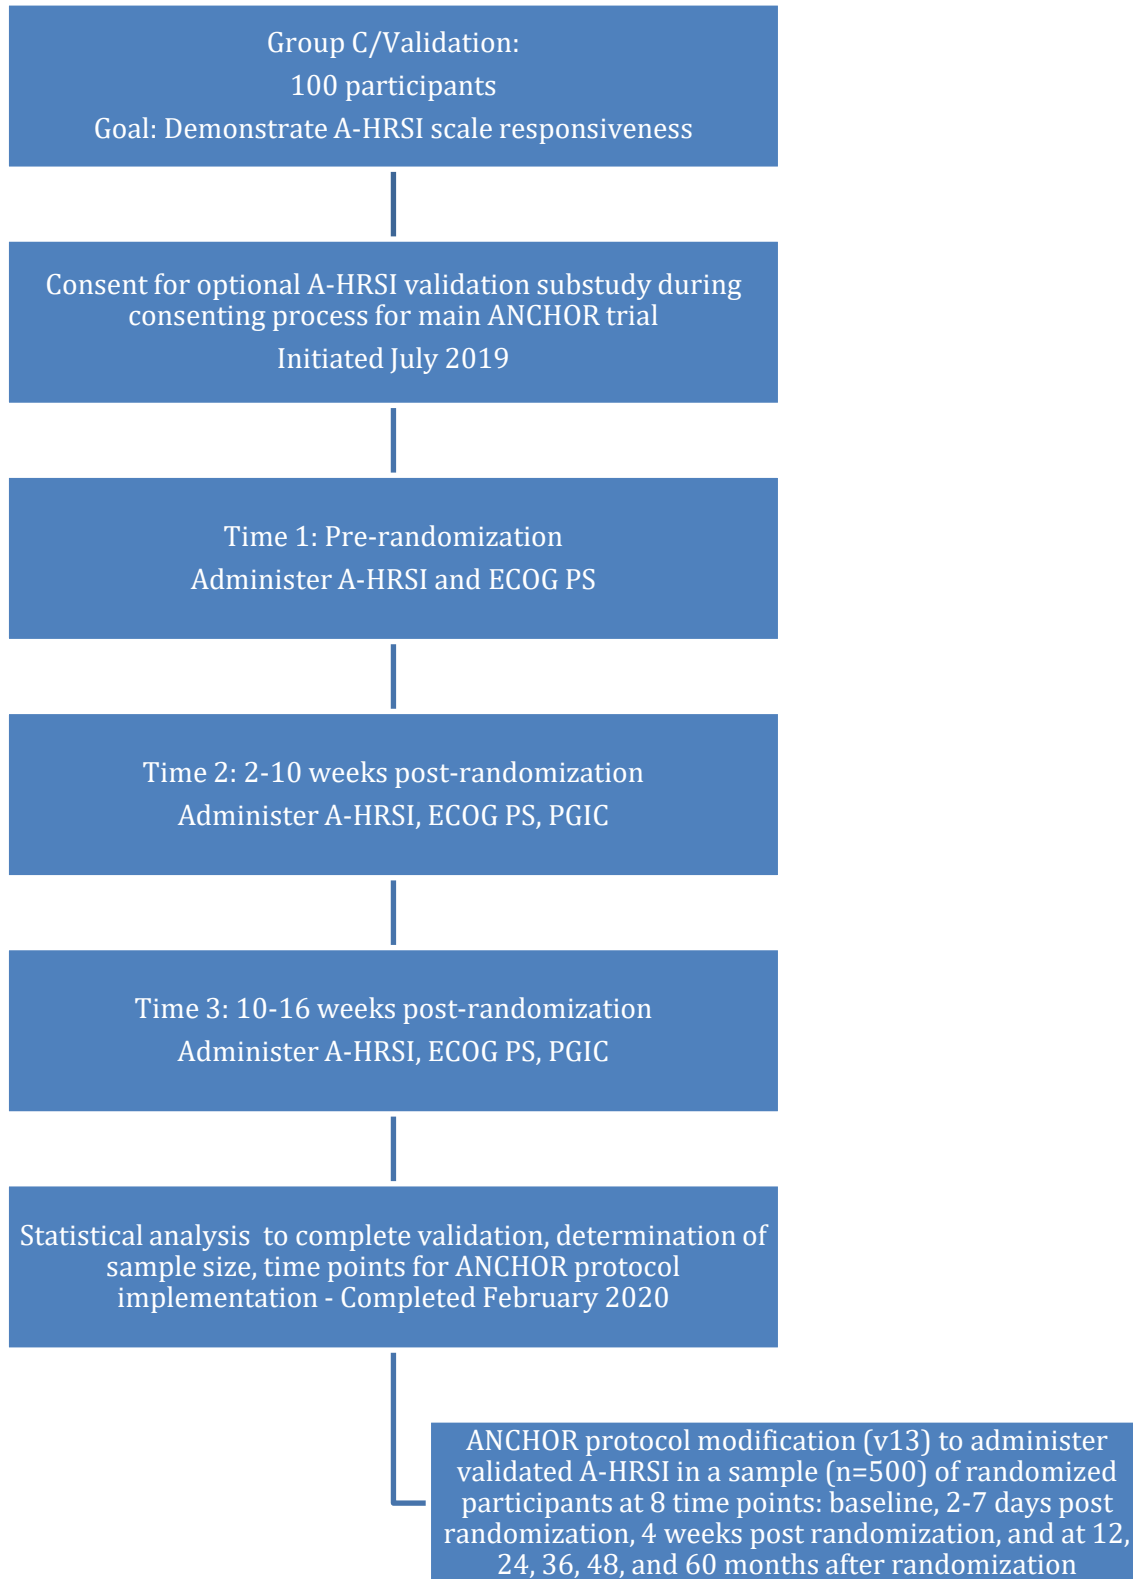 Group C/Validation:
100 participants
Goal: Demonstrate A-HRSI scale responsiveness
Consent for optional A-HRSI validation substudy during
consenting process for main ANCHOR trial
Initiated July 2019
Time 1: Pre-randomization
Administer A-HRSI and ECOG PS
Time 2: 2-10 weeks post-randomization
Administer A-HRSI, ECOG PS, PGIC
Time 3: 10-16 weeks post-randomization
Administer A-HRSI, ECOG PS, PGIC
Statistical analysis  to complete validation, determination of
sample size, time points for ANCHOR protocol
implementation - Completed February 2020
ANCHOR protocol modification (v13) to administer
validated A-HRSI in a sample (n=500) of randomized
participants at 8 time points: baseline, 2-7 days post
randomization, 4 weeks post randomization, and at 12,
24, 36, 48, and 60 months after randomization